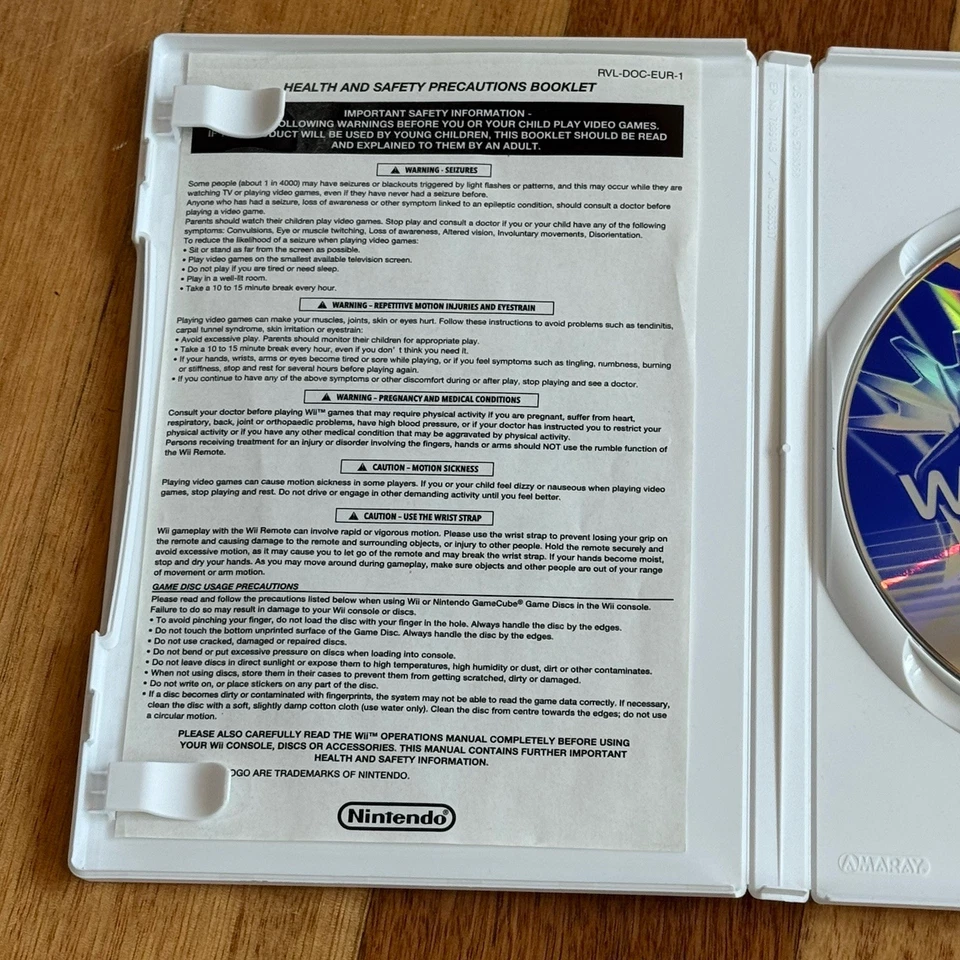 RVL-DOC-EUR-1
HEALTH AND SAFETY PRECAUTIONS BOOKLET
IMPORTANT SAFETY INFORMATION -
OLLOWING WARNINGS BEFORE YOU OR YOUR CHILD PLAY VIDEO GAMES.
IF DUCT WILL BE USED BY YOUNG CHILDREN, THIS BOOKLET SHOULD BE READ
AND EXPLAINED TO THEM BY AN ADULT.
WARNING - SEIZURES
Some people (about 1 in 4000) may have seizures or blackouts triggered by light flashes or patterns, and this may occur while they are
watching TV or playing video games, even if they have never had a seizure before.
Anyone who has had a seizure, loss of awareness or other symptom linked to an epileptic condition, should consult a doctor before
playing a video game.
Parents should watch their children play video games. Stop play and consult a doctor if you or your child have any of the following
symptoms: Convulsions, Eye or muscle twitching, Loss of awareness, Altered vision, Involuntary movements, Disorientation.
To reduce the likelihood of a seizure when playing video games:
• Sit or stand as far from the screen as possible.
• Play video games on the smallest available television screen.
• Do not play if you are tired or need sleep.
• Play in a well-lit room.
• Take a 10 to 15 minute break every hour.
WARNING - REPETITIVE MOTION INJURIES AND EYESTRAIN
Playing video games can make your muscles, joints, skin or eyes hurt. Follow these instructions to avoid problems such as tendinitis,
carpal tunnel syndrome, skin irritation or eyestrain:
• Avoid excessive play. Parents should monitor their children for appropriate play.
• Take a 10 to 15 minute break every hour, even if you don't think you need it.
• If your hands, wrists, arms or eyes become tired or sore while playing, or if you feel symptoms such as tingling, numbness, burning
or stiffness, stop and rest for several hours before playing again.
• If you continue to have any of the above symptoms or other discomfort during or after play, stop playing and see a doctor.
WARNING - PREGNANCY AND MEDICAL CONDITIONS
Consult your doctor before playing Wii™ games that may require physical activity if you are pregnant, suffer from heart,
respiratory, back, joint or orthopaedic problems, have high blood pressure, or if your doctor has instructed you to restrict your
physical activity or if you have any other medical condition that may be aggravated by physical activity.
Persons receiving treatment for an injury or disorder involving the fingers, hands or arms should NOT use the rumble function of
the Wii Remote.
CAUTION - MOTION SICKNESS
Playing video games can cause motion sickness in some players. If you or your child feel dizzy or nauseous when playing video
games, stop playing and rest. Do not drive or engage in other demanding activity until you feel better.
CAUTION - USE THE WRIST STRAP
Wii gameplay with the Wii Remote can involve rapid or vigorous motion. Please use the wrist strap to prevent losing your grip on
the remote and causing damage to the remote and surrounding objects, or injury to other people. Hold the remote securely and
avoid excessive motion, as it may cause you to let go of the remote and may break the wrist strap. If your hands become moist,
stop and dry your hands. As you may move around during gameplay, make sure objects and other people are out of your range
of movement or arm motion.
GAME DISC USAGE PRECAUTIONS
Please read and follow the precautions listed below when using Wii or Nintendo GameCube® Game Discs in the Wii console.
Failure to do so may result in damage to your Wii console or discs.
• To avoid pinching your finger, do not load the disc with your finger in the hole. Always handle the disc by the edges.
• Do not touch the bottom unprinted surface of the Game Disc. Always handle the disc by the edges.
• Do not use cracked, damaged or repaired discs.
• Do not bend or put excessive pressure on discs when loading into console.
• Do not leave discs in direct sunlight or expose them to high temperatures, high humidity or dust, dirt or other contaminates.
• When not using discs, store them in their cases to prevent them from getting scratched, dirty or damaged.
• Do not write on, or place stickers on any part of the disc.
• If a disc becomes dirty or contaminated with fingerprints, the system may not be able to read the game data correctly. If necessary,
clean the disc with a soft, slightly damp cotton cloth (use water only). Clean the disc from centre towards the edges; do not use
a circular motion.
PLEASE ALSO CAREFULLY READ THE Wii™ OPERATIONS MANUAL COMPLETELY BEFORE USING
YOUR Wii CONSOLE, DISCS OR ACCESSORIES. THIS MANUAL CONTAINS FURTHER IMPORTANT
HEALTH AND SAFETY INFORMATION.
OGO ARE TRADEMARKS OF NINTENDO.
Nintendo®
AMARAY®